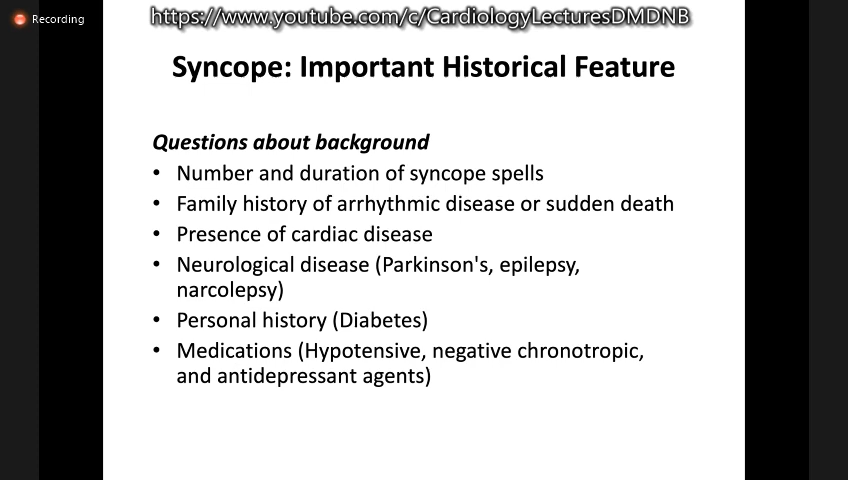 Recording
https://www.youtube.com/c/CardiologyLecturesDMDNB
Syncope: Important Historical Feature
Questions about background
• Number and duration of syncope spells
• Family history of arrhythmic disease or sudden death
• Presence of cardiac disease
• Neurological disease (Parkinson's, epilepsy,
narcolepsy)
• Personal history (Diabetes)
• Medications (Hypotensive, negative chronotropic,
and antidepressant agents)